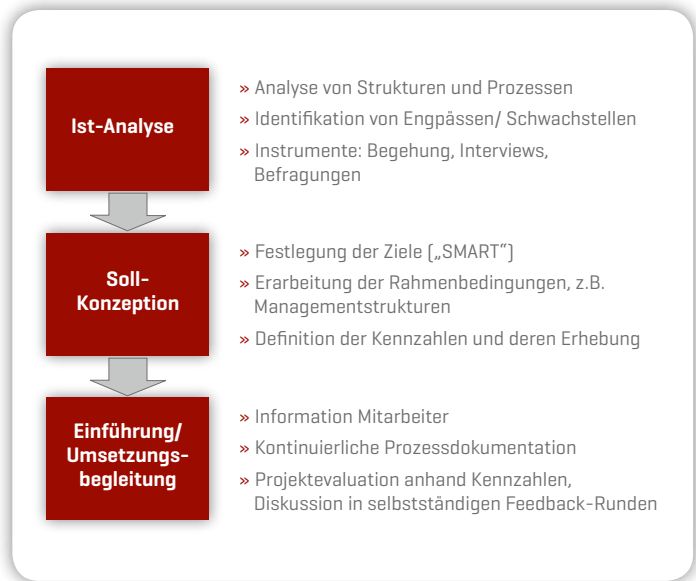 Ist-Analyse
» Analyse von Strukturen und Prozessen
» Identifikation von Engpässen/ Schwachstellen
» Instrumente: Begehung, Interviews,
Befragungen
Soll-
Konzeption
» Festlegung der Ziele („SMART“)
» Erarbeitung der Rahmenbedingungen, z.B.
Managementstrukturen
» Definition der Kennzahlen und deren Erhebung
Einführung/
Umsetzungs-
begleitung
» Information Mitarbeiter
» Kontinuierliche Prozessdokumentation
» Projektevaluation anhand Kennzahlen,
Diskussion in selbstständigen Feedback-Runden